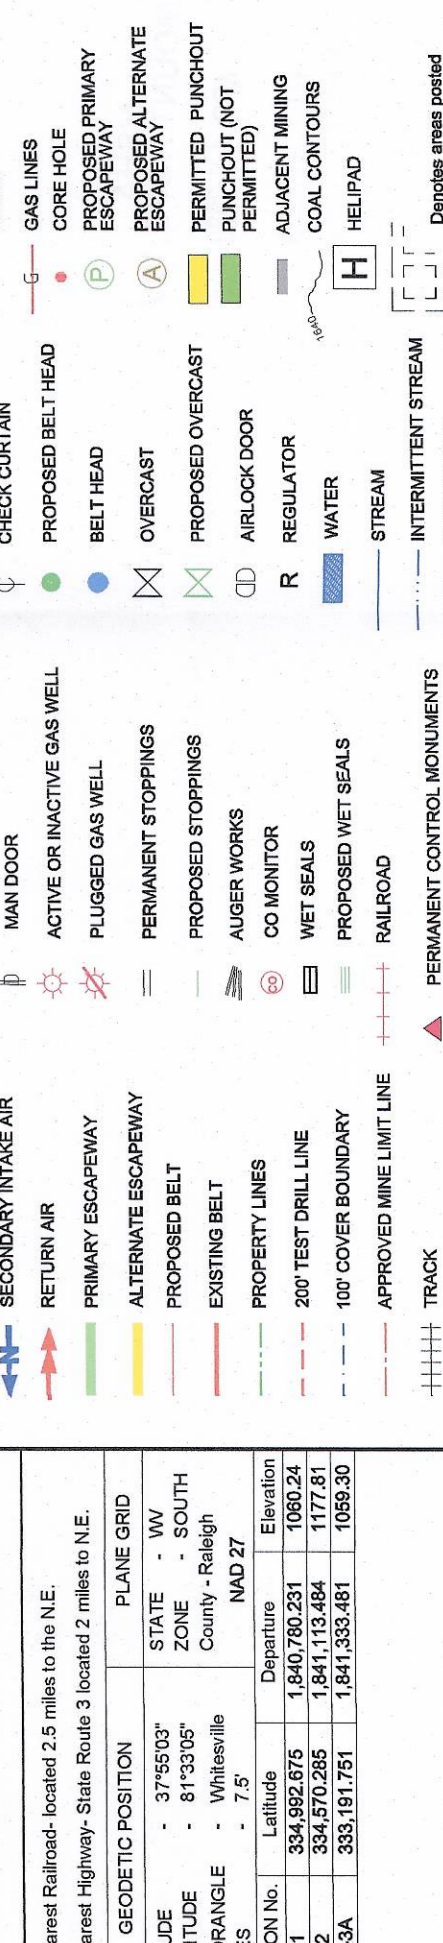 arest Railroad- located 2.5 miles to the N.E.
arest Highway- State Route 3 located 2 miles to N.E.
GEODETIC POSITION
PLANE GRID
UDE - 37°55'03"
ITUDE - 81°33'05"
ORANGLE - Whitesville
ES - 7.5'
STATE - WV
ZONE - SOUTH
County - Raleigh
NAD 27
ON No. Latitude Departure Elevation
1 334,992.675 1,840,780.231 1060.24
2 334,570.285 1,841,113.484 1177.81
-3A 333,191.751 1,841,333.481 1059.30
N
SECONDARY INTAKE AIR
RETURN AIR
PRIMARY ESCAPEWAY
ALTERNATE ESCAPEWAY
PROPOSED BELT
EXISTING BELT
PROPERTY LINES
200' TEST DRILL LINE
100' COVER BOUNDARY
APPROVED MINE LIMIT LINE
TRACK
MAN DOOR
ACTIVE OR INACTIVE GAS WELL
PLUGGED GAS WELL
PERMANENT STOPPINGS
PROPOSED STOPPINGS
AUGER WORKS
CO CO MONITOR
WET SEALS
PROPOSED WET SEALS
RAILROAD
PERMANENT CONTROL MONUMENTS
CHECK CURTAIN
PROPOSED BELT HEAD
BELT HEAD
OVERCAST
PROPOSED OVERCAST
AIRLOCK DOOR
R REGULATOR
WATER
STREAM
INTERMITTENT STREAM
G GAS LINES
CORE HOLE
P PROPOSED PRIMARY
ESCAPEWAY
A PROPOSED ALTERNATE
ESCAPEWAY
PERMITTED PUNCHOUT
PUNCHOUT (NOT
PERMITTED)
ADJACENT MINING
1640 COAL CONTOURS
H HELIPAD
Denotes areas posted